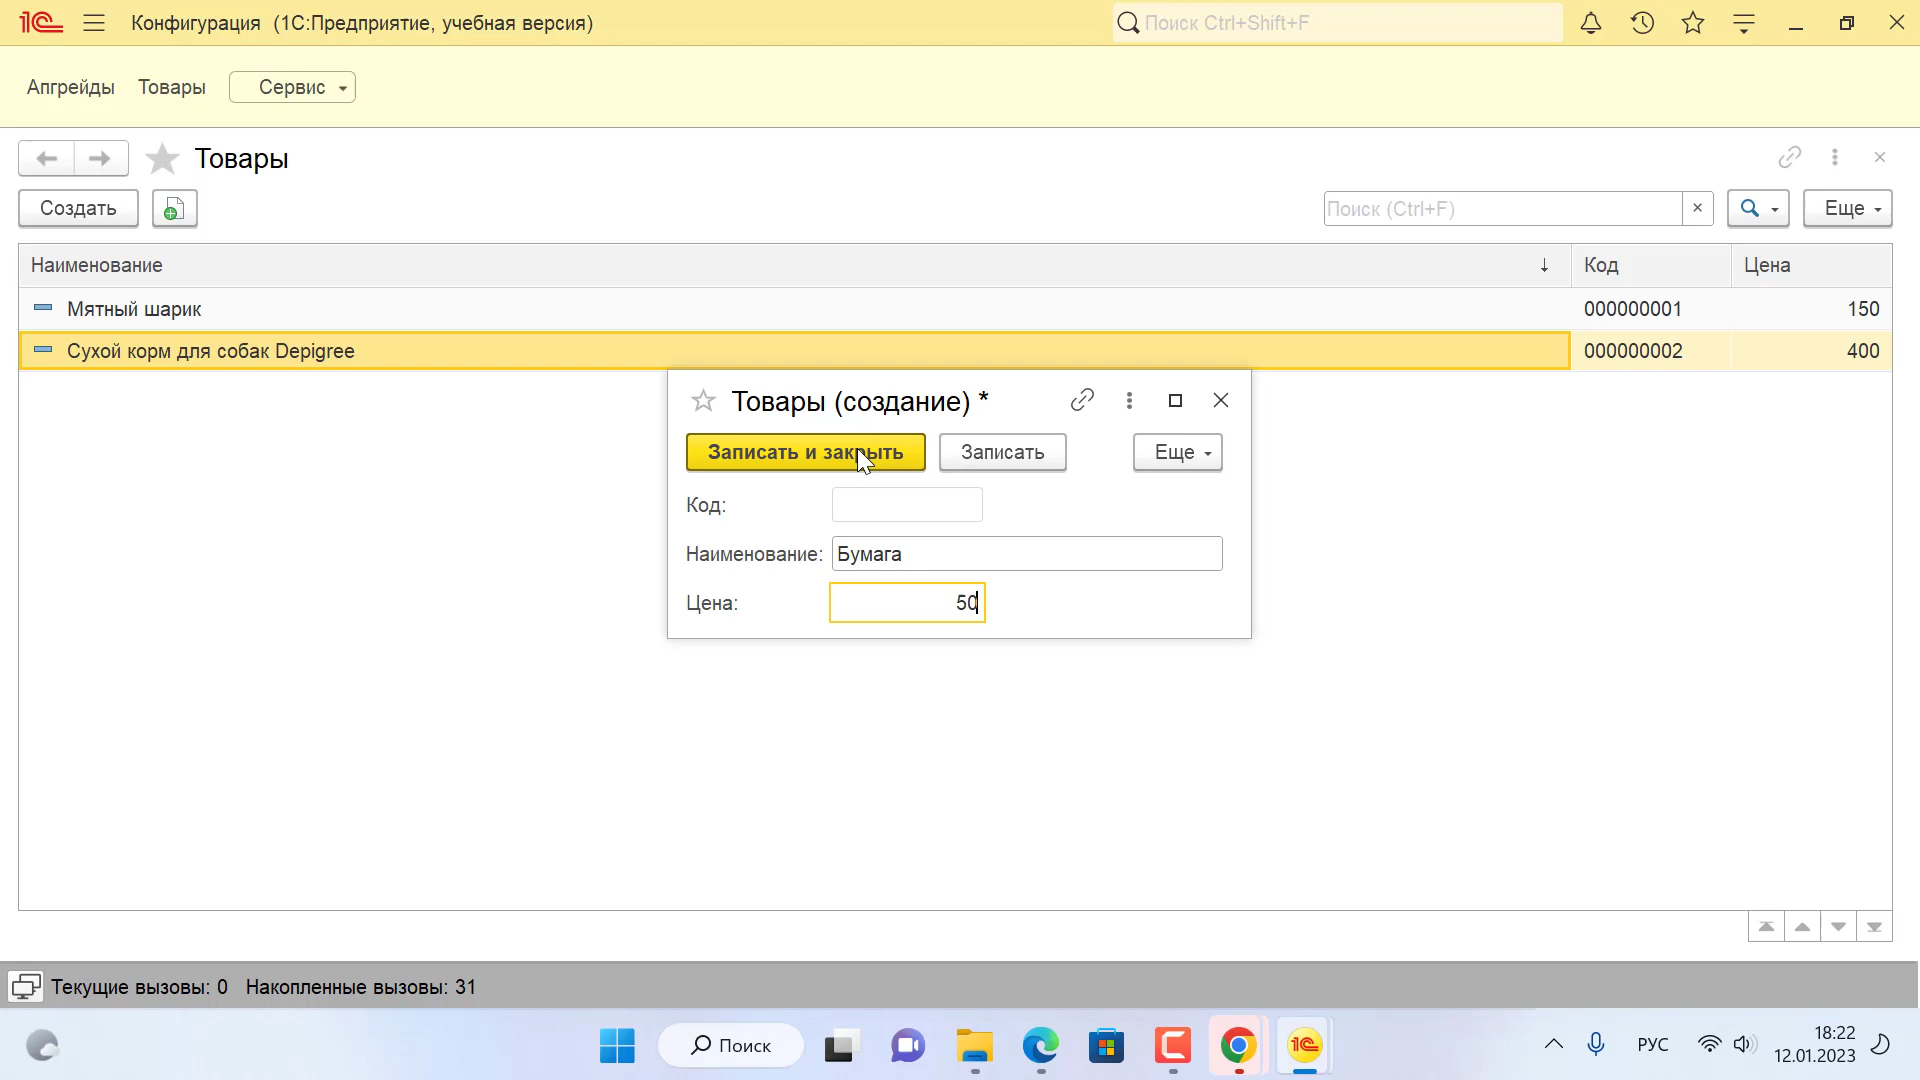 1С Конфигурация (1С:Предприятие, учебная версия) Поиск Ctrl+Shift+F
Апгрейды Товары Сервис
Товары
Создать Поиск (Ctrl+F) × Еще
Наименование ↓ Код Цена
Мятный шарик 000000001 150
Сухой корм для собак Depigree 000000002 400
Товары (создание) *
Записать и закрыть Записать Еще
Код:
Наименование: Бумага
Цена: 50
Текущие вызовы: 0 Накопленные вызовы: 31
Поиск 1С РУС 18:22
12.01.2023